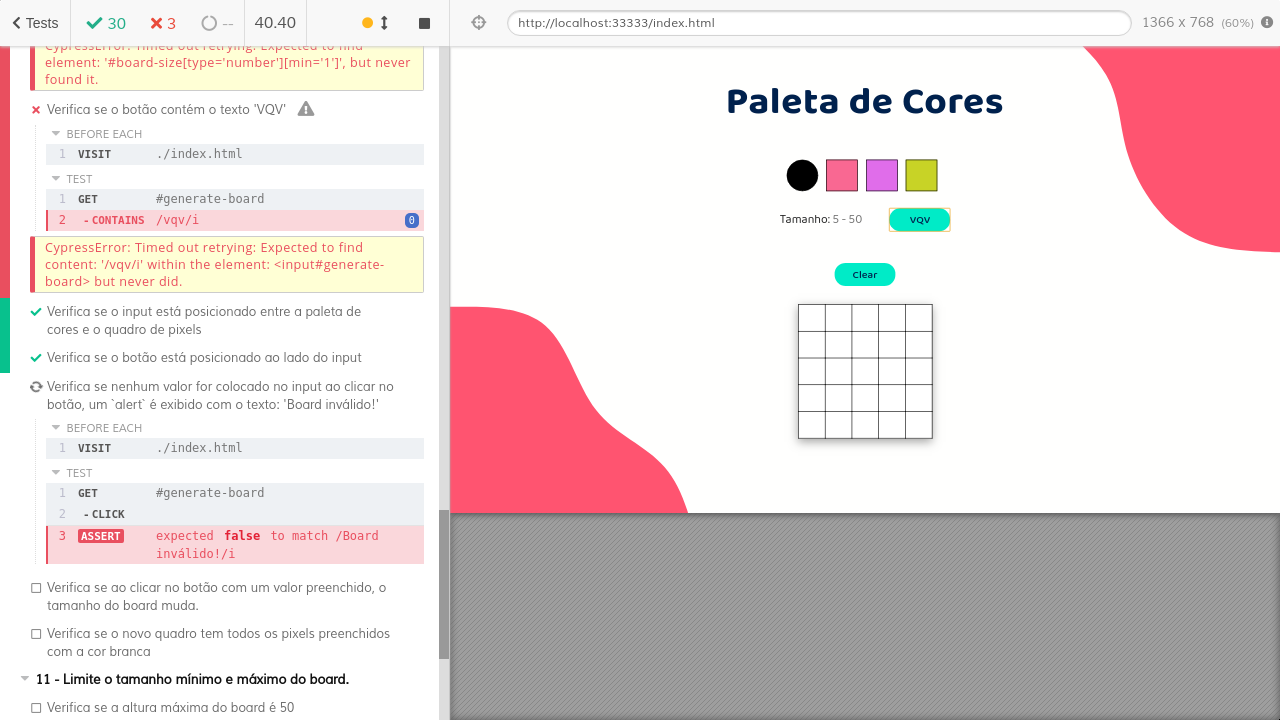 Tests
30
3
--
40.40
CypressError: Timed out retrying: Expected to find
element: '#board-size[type='number'][min='1']', but never
found it.
Verifica se o botão contém o texto 'VQV'
BEFORE EACH
1 VISIT ./index.html
TEST
1 GET #generate-board
2 -CONTAINS /vqv/i 0
CypressError: Timed out retrying: Expected to find
content: '/vqv/i' within the element: <input#generate-
board> but never did.
Verifica se o input está posicionado entre a paleta de
cores e o quadro de pixels
Verifica se o botão está posicionado ao lado do input
Verifica se nenhum valor for colocado no input ao clicar no
botão, um `alert` é exibido com o texto: 'Board inválido!'
BEFORE EACH
1 VISIT ./index.html
TEST
1 GET #generate-board
2 -CLICK
3 ASSERT expected false to match /Board
inválido!/i
Verifica se ao clicar no botão com um valor preenchido, o
tamanho do board muda.
Verifica se o novo quadro tem todos os pixels preenchidos
com a cor branca
11 - Limite o tamanho mínimo e máximo do board.
Verifica se a altura máxima do board é 50
http://localhost:33333/index.html
1366 x 768 (60%)
Paleta de Cores
Tamanho: 5 - 50
VQV
Clear